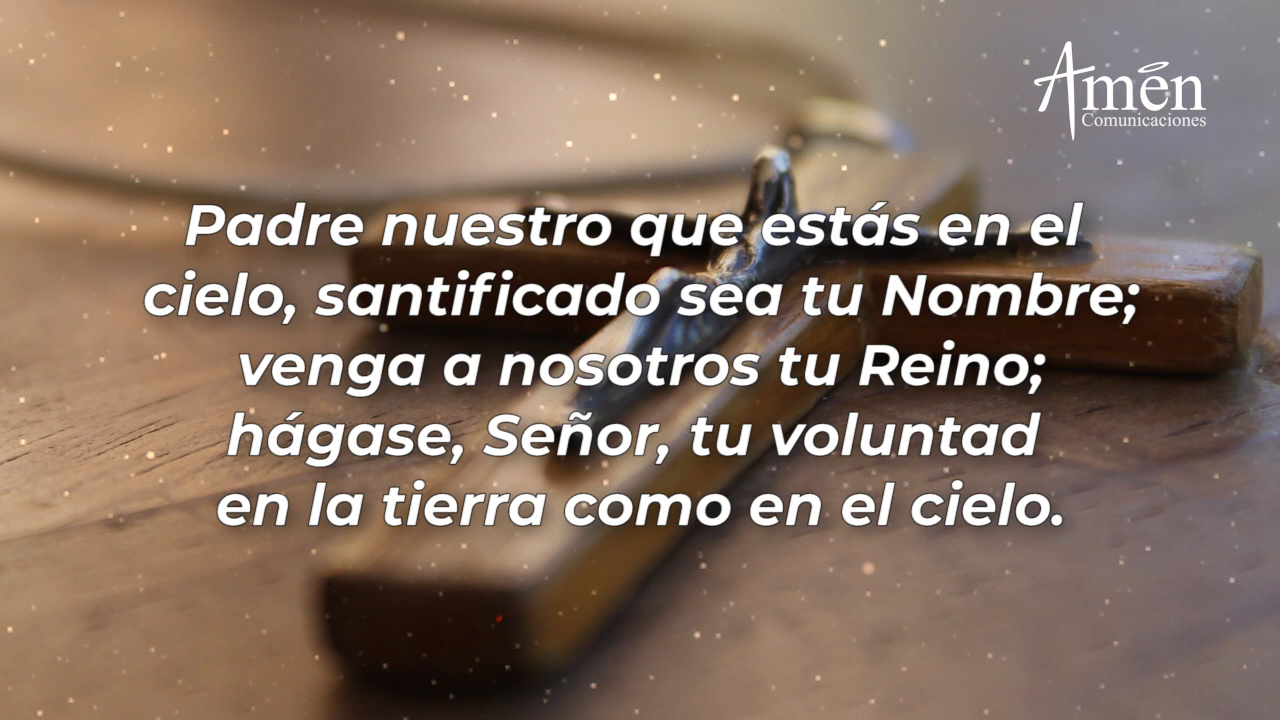 Amén
Comunicaciones
Padre nuestro que estás en el
cielo, santificado sea tu Nombre;
venga a nosotros tu Reino;
hágase, Señor, tu voluntad
en la tierra como en el cielo.